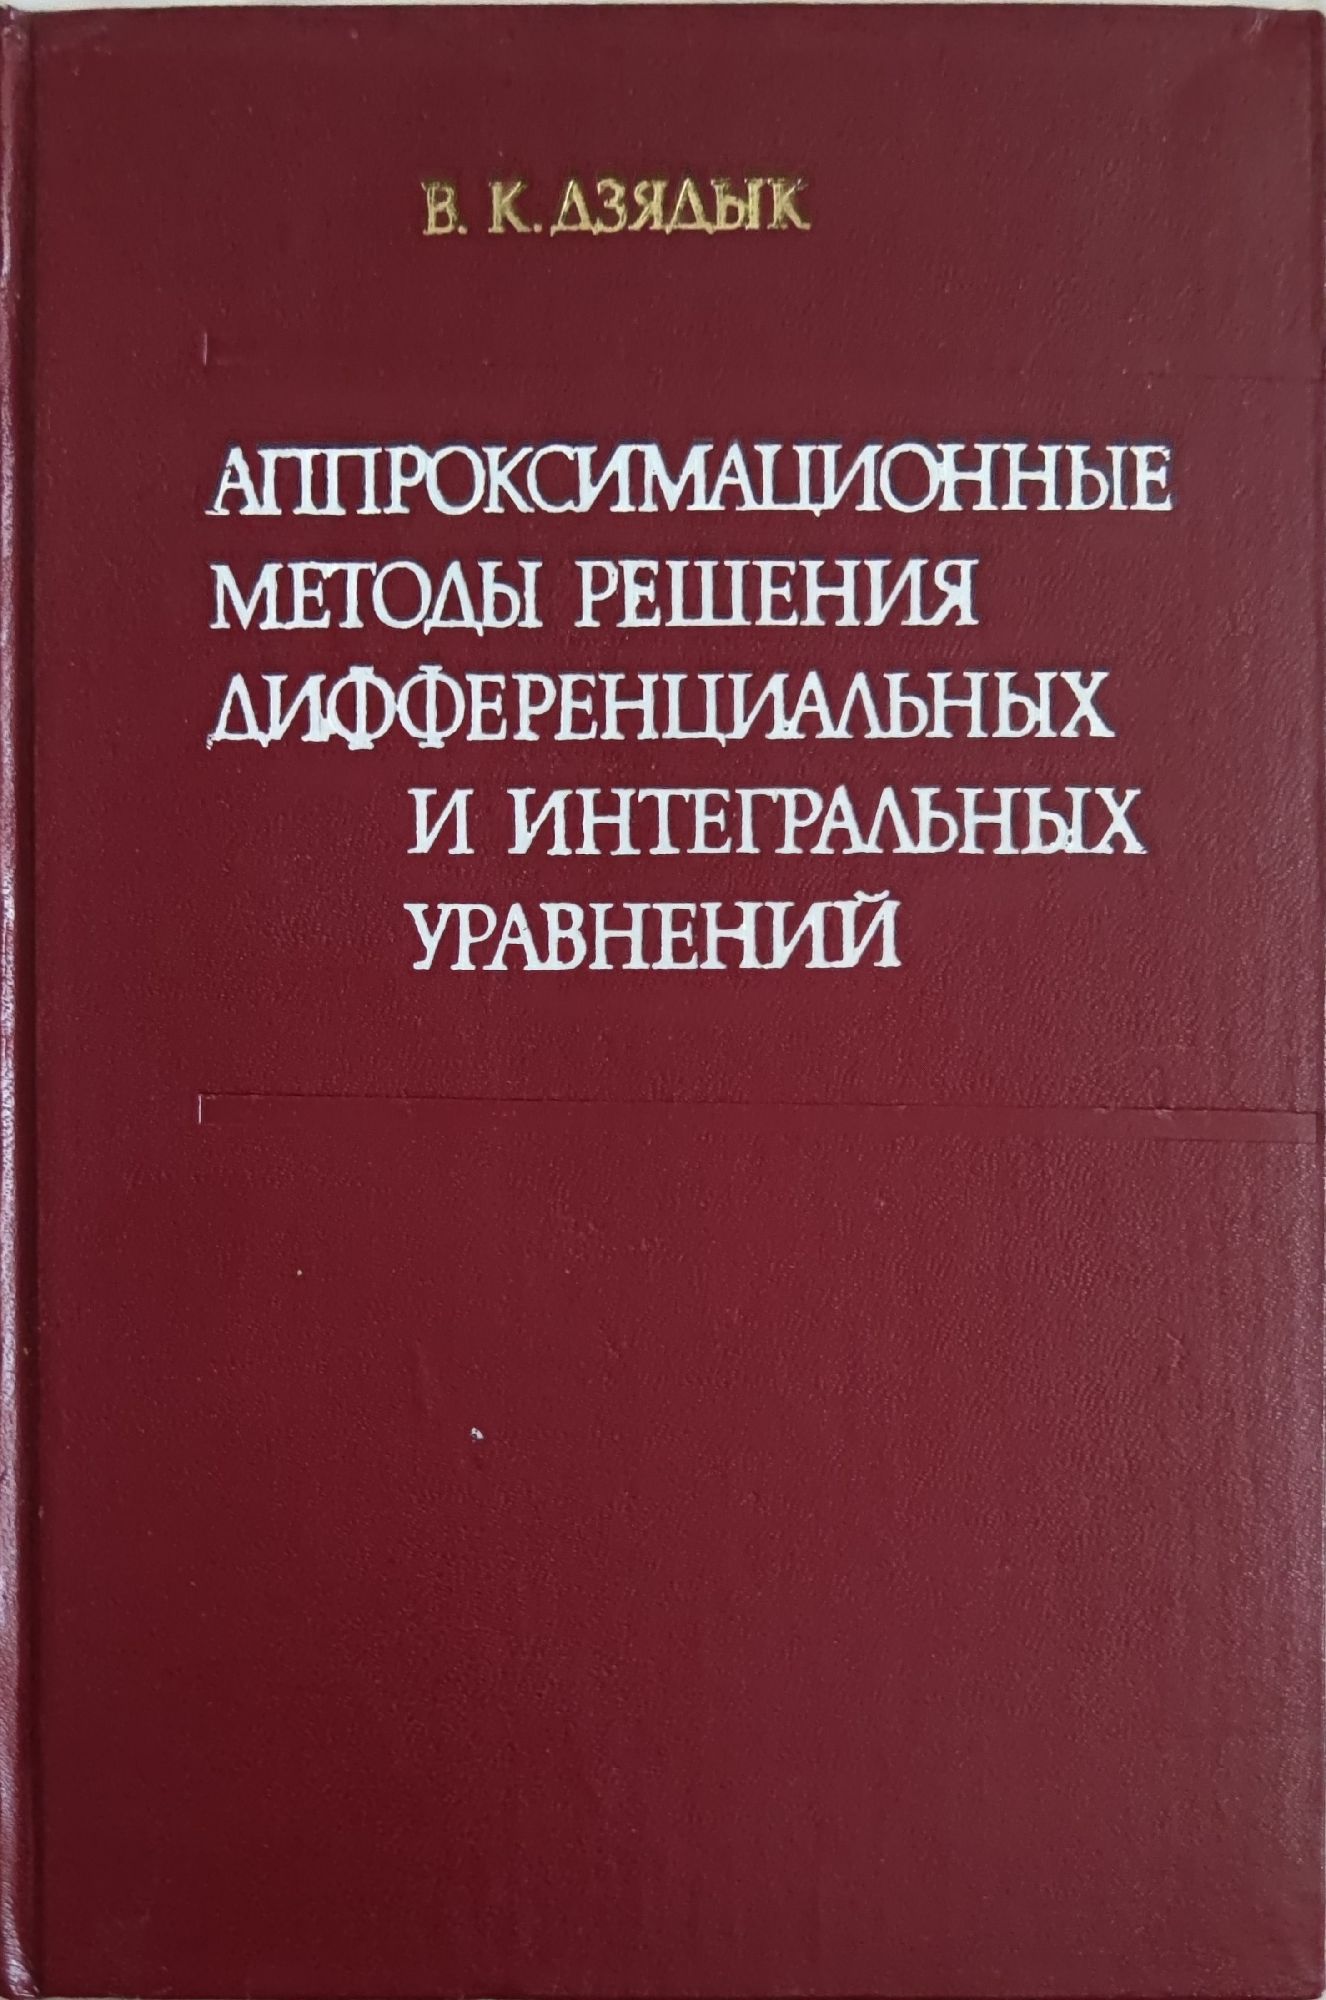 В. К. ДЗЯДЫК
АППРОКСИМАЦИОННЫЕ
МЕТОДЫ РЕШЕНИЯ
ДИФФЕРЕНЦИАЛЬНЫХ
И ИНТЕГРАЛЬНЫХ
УРАВНЕНИЙ